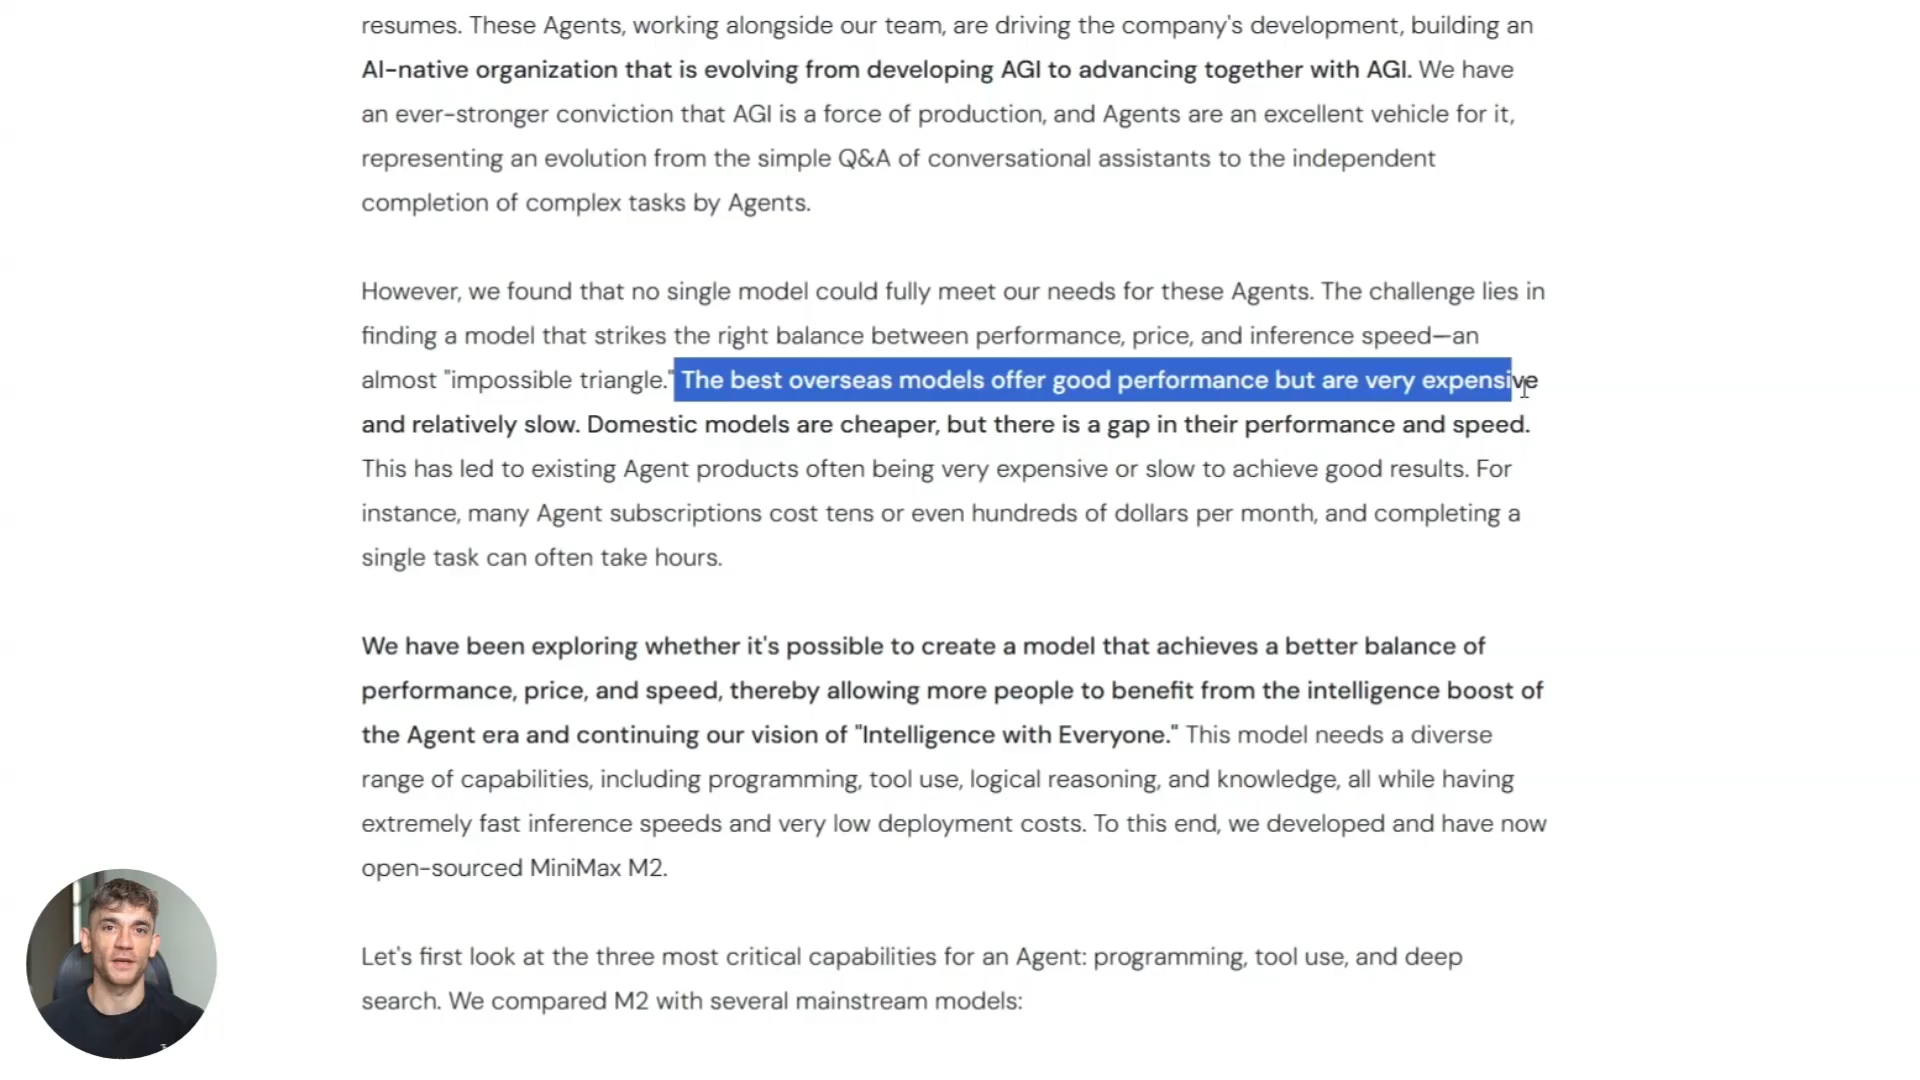 resumes. These Agents, working alongside our team, are driving the company's development, building an
AI-native organization that is evolving from developing AGI to advancing together with AGI. We have
an ever-stronger conviction that AGI is a force of production, and Agents are an excellent vehicle for it,
representing an evolution from the simple Q&A of conversational assistants to the independent
completion of complex tasks by Agents.
However, we found that no single model could fully meet our needs for these Agents. The challenge lies in
finding a model that strikes the right balance between performance, price, and inference speed—an
almost "impossible triangle." The best overseas models offer good performance but are very expensive
and relatively slow. Domestic models are cheaper, but there is a gap in their performance and speed.
This has led to existing Agent products often being very expensive or slow to achieve good results. For
instance, many Agent subscriptions cost tens or even hundreds of dollars per month, and completing a
single task can often take hours.
We have been exploring whether it's possible to create a model that achieves a better balance of
performance, price, and speed, thereby allowing more people to benefit from the intelligence boost of
the Agent era and continuing our vision of "Intelligence with Everyone." This model needs a diverse
range of capabilities, including programming, tool use, logical reasoning, and knowledge, all while having
extremely fast inference speeds and very low deployment costs. To this end, we developed and have now
open-sourced MiniMax M2.
Let's first look at the three most critical capabilities for an Agent: programming, tool use, and deep
search. We compared M2 with several mainstream models: